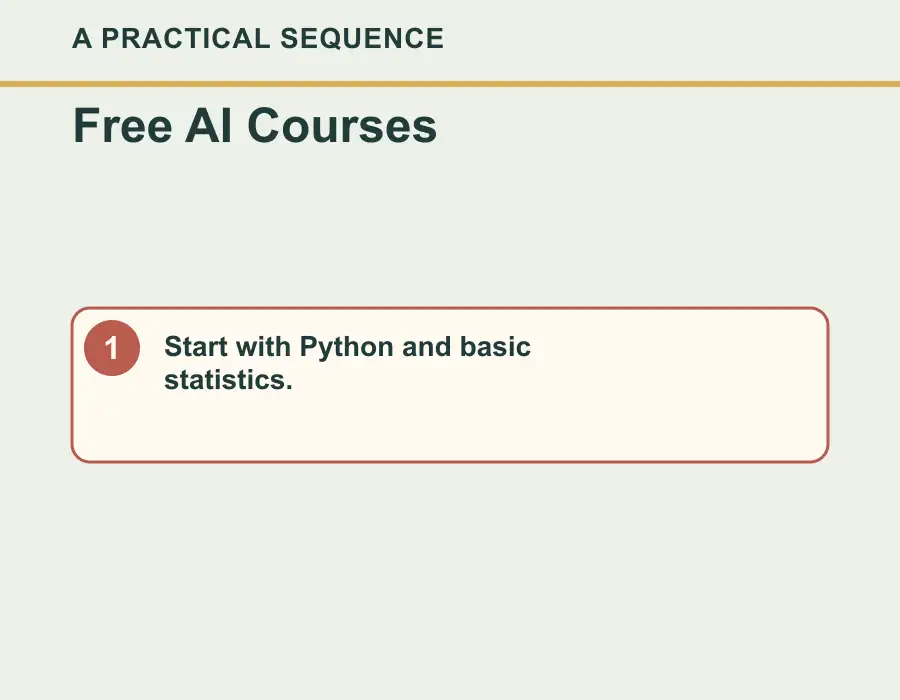 A PRACTICAL SEQUENCE
Free AI Courses
1
Start with Python and basic
statistics.